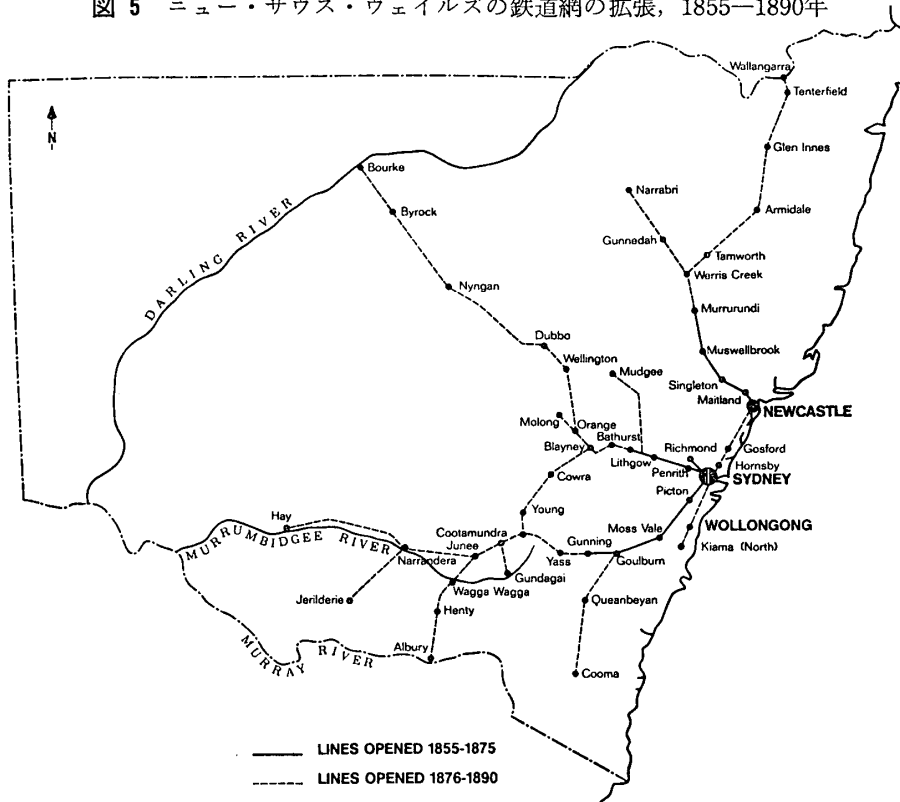 図 5 ニュー・サウス・ウェイルズの鉄道網の拡張, 1855—1890年
Wallangarra
Tenterfield
N
Glen Innes
Bourke
Narrabri
Byrock
Armidale
DARLING RIVER
Gunnedah
Tamworth
Werris Creek
Nyngan
Murrurundi
Dubbo
Muswellbrook
Wellington
Mudgee
Singleton
Maitland
NEWCASTLE
Molong
Orange
Bathurst
Blayney
Richmond
Gosford
Lithgow
Penrith
Hornsby
SYDNEY
Cowra
Picton
Young
Hay
Moss Vale
WOLLONGONG
MURRUMBIDGEE RIVER
Cootamundra
Gunning
Junee
Kiama (North)
Narrandera
Yass
Goulburn
Gundagai
Wagga Wagga
Jerilderie
Queanbeyan
Henty
MURRAY RIVER
Albury
Cooma
LINES OPENED 1855-1875
LINES OPENED 1876-1890